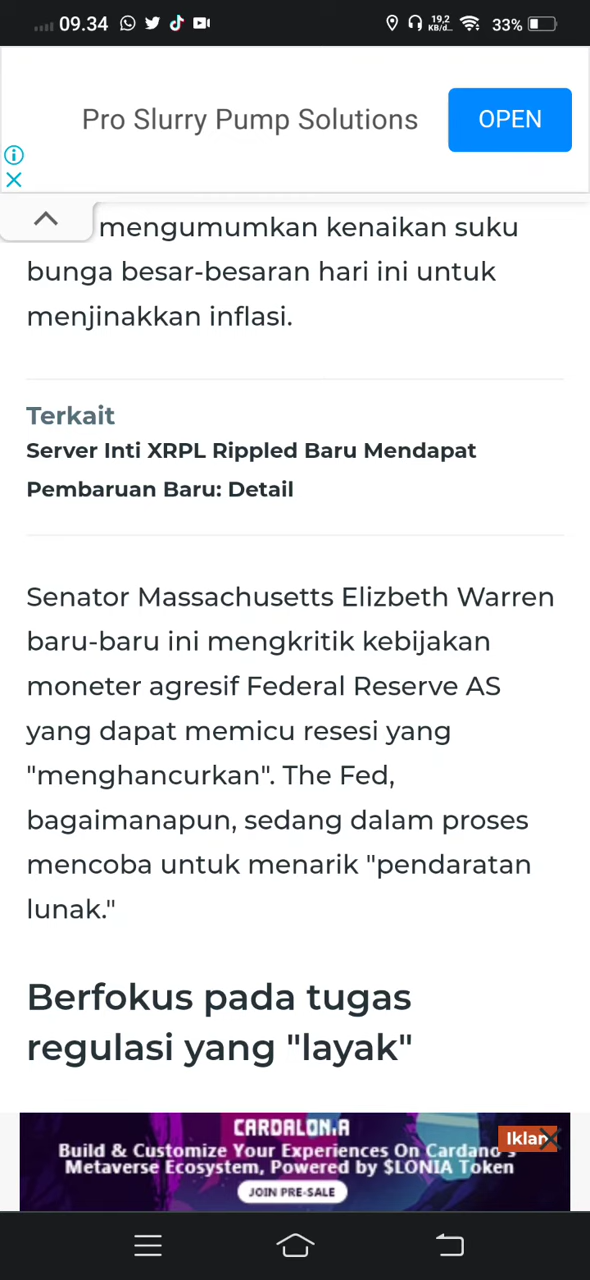 09.34
19,2
KB/d..
33%
Pro Slurry Pump Solutions
OPEN
mengumumkan kenaikan suku
bunga besar-besaran hari ini untuk
menjinakkan inflasi.
Terkait
Server Inti XRPL Rippled Baru Mendapat
Pembaruan Baru: Detail
Senator Massachusetts Elizbeth Warren
baru-baru ini mengkritik kebijakan
moneter agresif Federal Reserve AS
yang dapat memicu resesi yang
"menghancurkan". The Fed,
bagaimanapun, sedang dalam proses
mencoba untuk menarik "pendaratan
lunak."
Berfokus pada tugas
regulasi yang "layak"
CARDALON.A
Iklan
Build & Customize Your Experiences On Cardano's
Metaverse Ecosystem, Powered by $LONIA Token
JOIN PRE-SALE